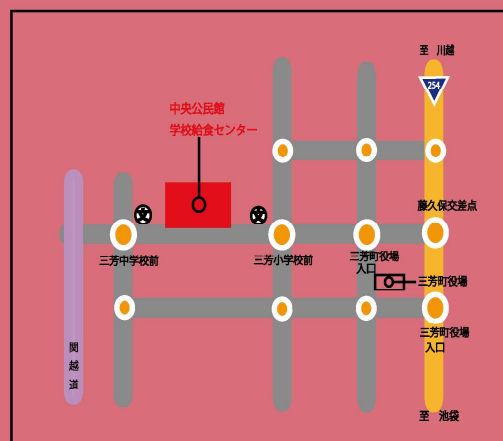 至 川越
254
中央公民館
学校給食センター
藤久保交差点
三芳中学校前
三芳小学校前
三芳町役場
入口
三芳町役場
三芳町役場
入口
関越道
至 池袋